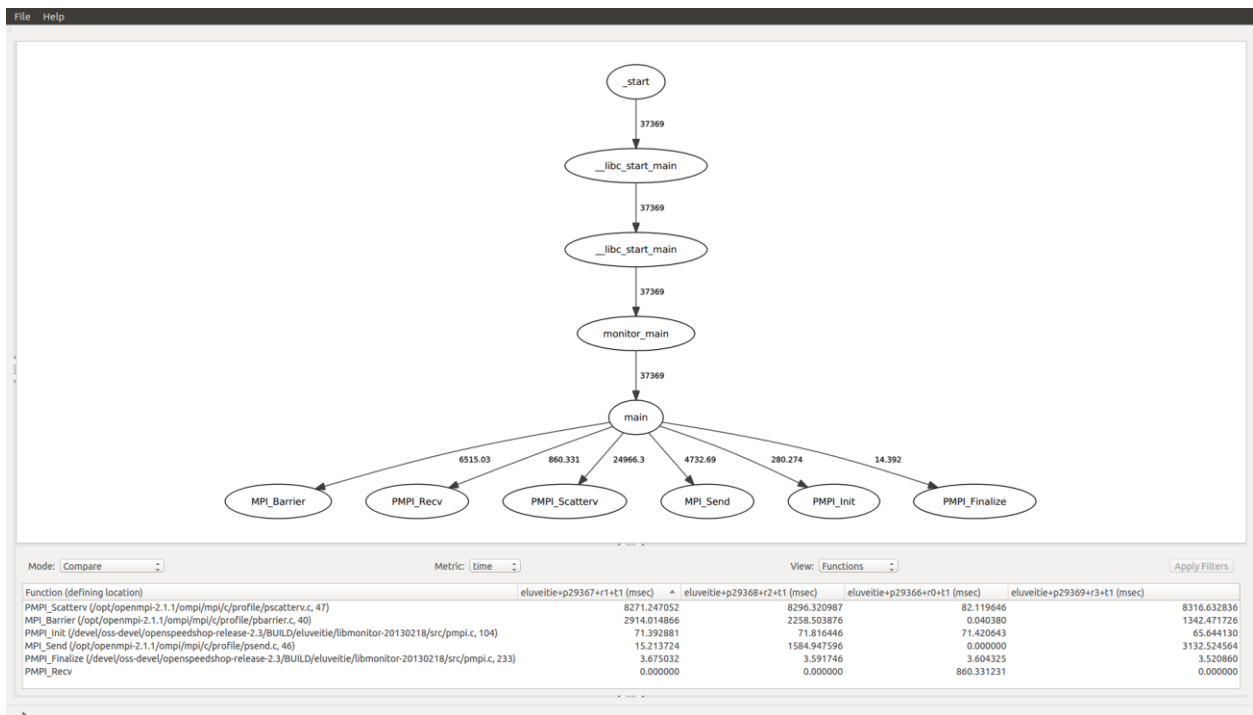 File Help
_start
37369
__libc_start_main
37369
__libc_start_main
37369
monitor_main
37369
main
6515.03 860.331 24966.3 4732.69 280.274 14.392
MPI_Barrier PMPI_Recv PMPI_Scatterv MPI_Send PMPI_Init PMPI_Finalize
Mode: Compare Metric: time View: Functions Apply Filters
Function (defining location) eluveitie+p29367+r1+t1 (msec) eluveitie+p29368+r2+t1 (msec) eluveitie+p29366+r0+t1 (msec) eluveitie+p29369+r3+t1 (msec)
PMPI_Scatterv (/opt/openmpi-2.1.1/ompi/mpi/c/profile/pscatterv.c, 47) 8271.247052 8296.320987 82.119646 8316.632836
MPI_Barrier (/opt/openmpi-2.1.1/ompi/mpi/c/profile/pbarrier.c, 40) 2914.014866 2258.503876 0.040380 1342.471726
PMPI_Init (/devel/oss-devel/openspeedshop-release-2.3/BUILD/eluveitie/libmonitor-20130218/src/pmpi.c, 104) 71.392881 71.816446 71.420643 65.644130
MPI_Send (/opt/openmpi-2.1.1/ompi/mpi/c/profile/psend.c, 46) 15.213724 1584.947596 0.000000 3132.524564
PMPI_Finalize (/devel/oss-devel/openspeedshop-release-2.3/BUILD/eluveitie/libmonitor-20130218/src/pmpi.c, 233) 3.675032 3.591746 3.604325 3.520860
PMPI_Recv 0.000000 0.000000 860.331231 0.000000